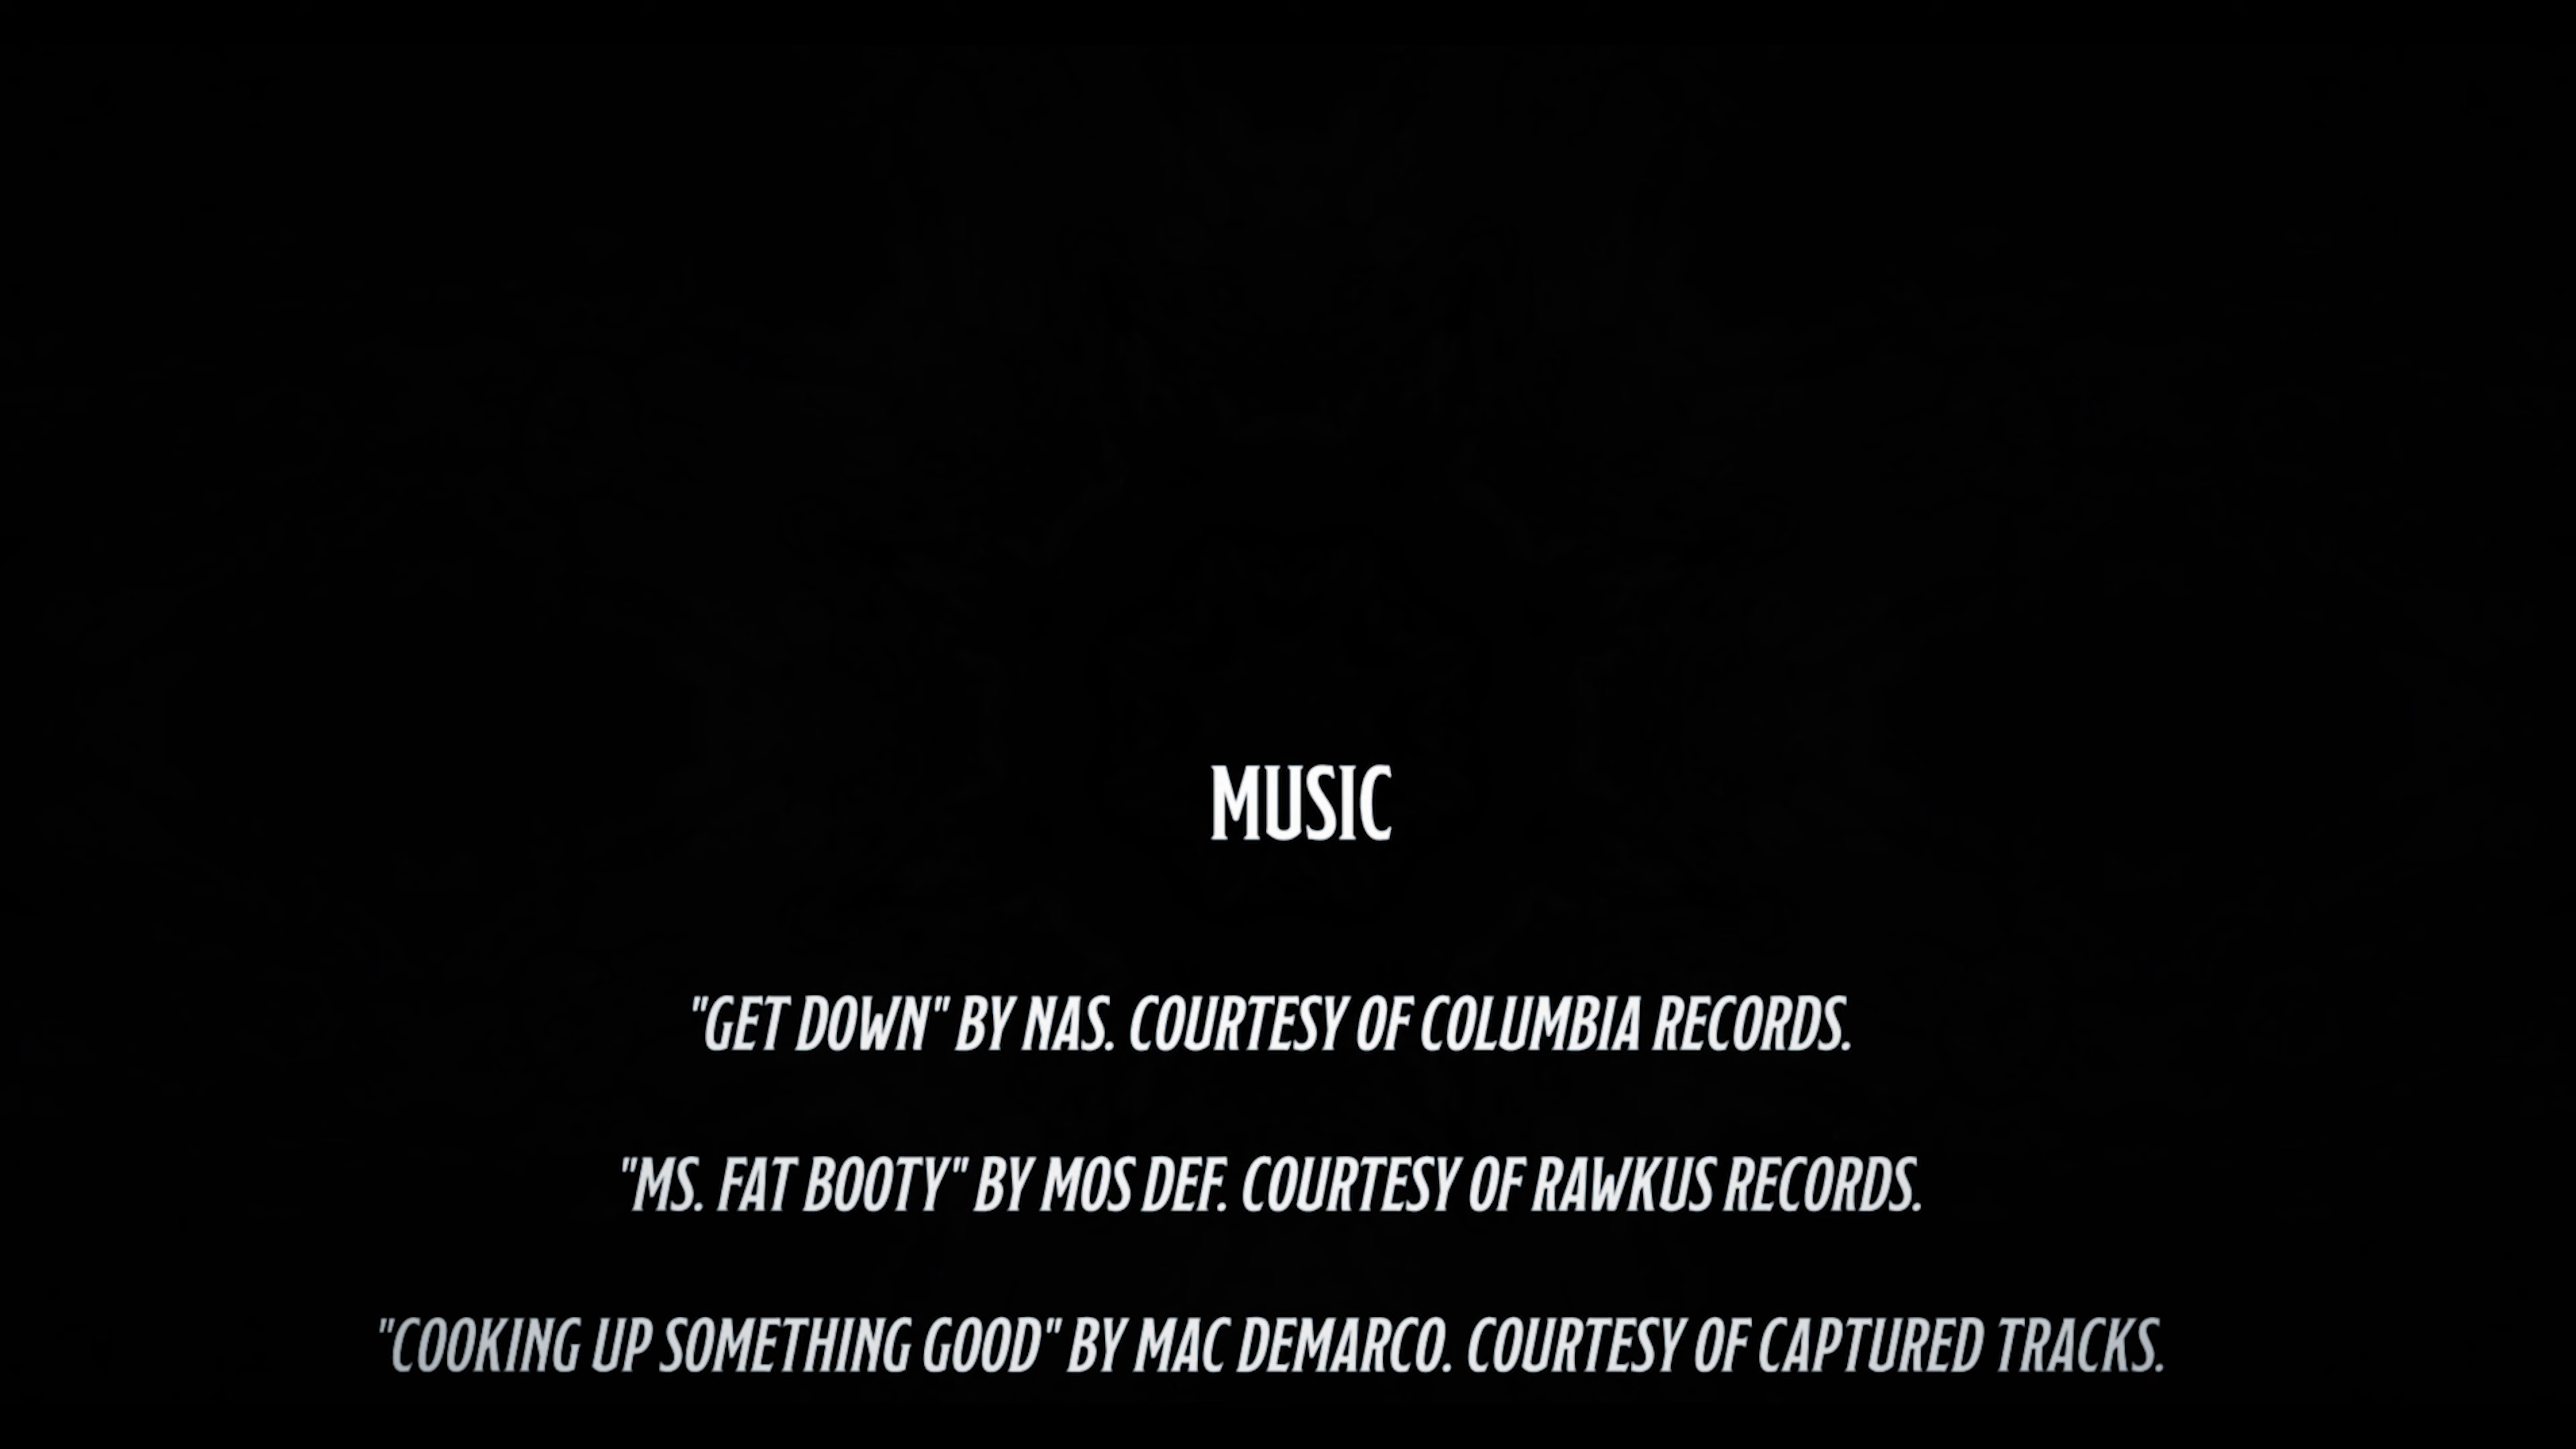 MUSIC
"GET DOWN" BY NAS. COURTESY OF COLUMBIA RECORDS.
"MS. FAT BOOTY" BY MOS DEF. COURTESY OF RAWKUS RECORDS.
"COOKING UP SOMETHING GOOD" BY MAC DEMARCO. COURTESY OF CAPTURED TRACKS.